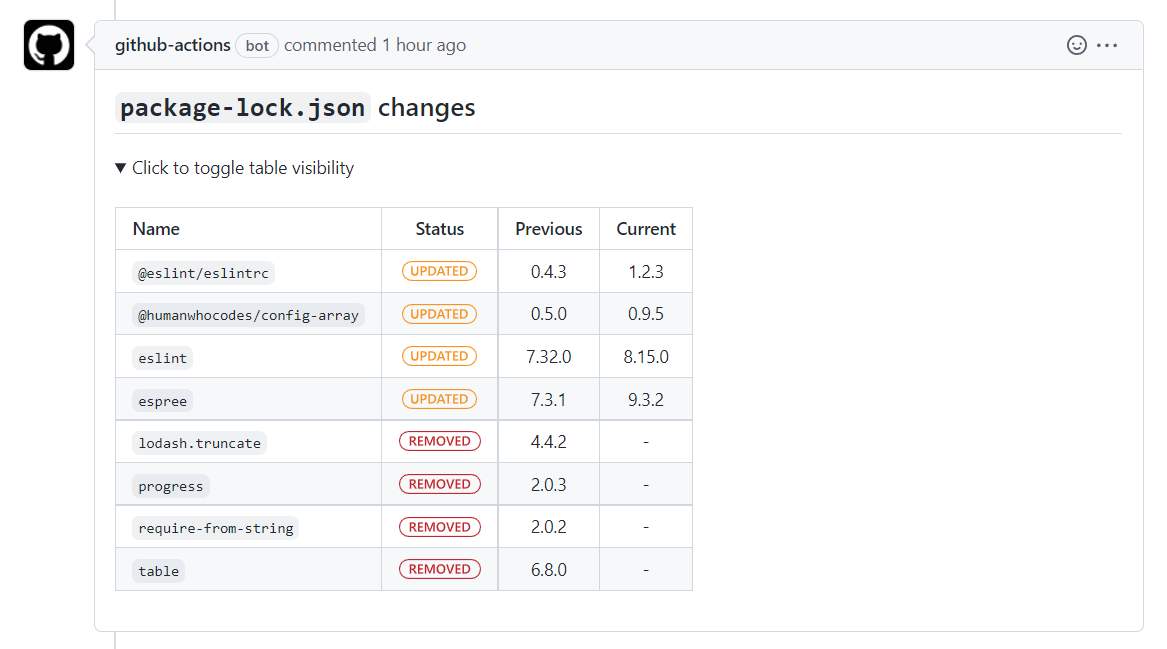 github-actions bot commented 1 hour ago
package-lock.json changes
Click to toggle table visibility
Name Status Previous Current
@eslint/eslintrc UPDATED 0.4.3 1.2.3
@humanwhocodes/config-array UPDATED 0.5.0 0.9.5
eslint UPDATED 7.32.0 8.15.0
espree UPDATED 7.3.1 9.3.2
lodash.truncate REMOVED 4.4.2 -
progress REMOVED 2.0.3 -
require-from-string REMOVED 2.0.2 -
table REMOVED 6.8.0 -